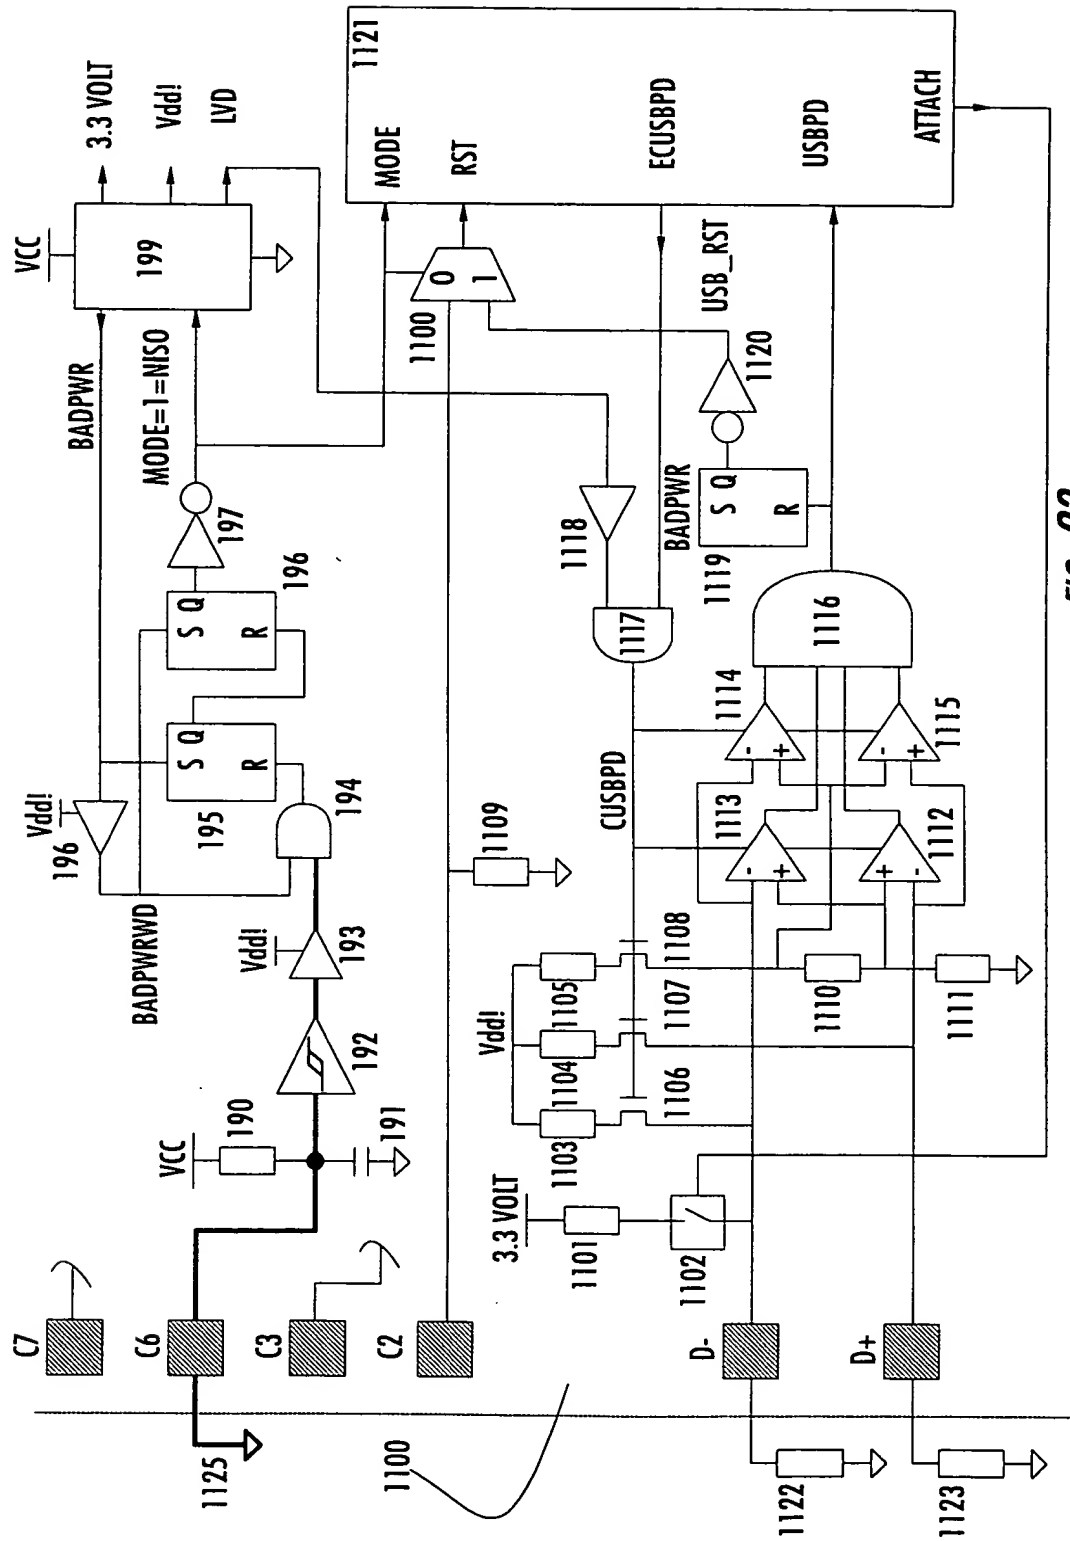 C7
C6
C3
C2
D-
D+
1125
1100
1122
1123
VCC
190
191
192
Vdd!
193
194
BADPWRWD
Vdd!
196
195
S Q
R
S Q
R
196
197
BADPWR
MODE=1=NISO
VCC
199
3.3 VOLT
Vdd!
LVD
1109
1100
0
1
1121
MODE
RST
ECUSBPD
USBPD
ATTACH
USB_RST
3.3 VOLT
1101
1102
Vdd!
1103
1104
1105
1106
1107
1108
CUSBPD
1110
1111
1117
1118
BADPWR
1119
S Q
R
1120
1113
-
+
1112
+
-
1114
-
+
1115
-
+
1116